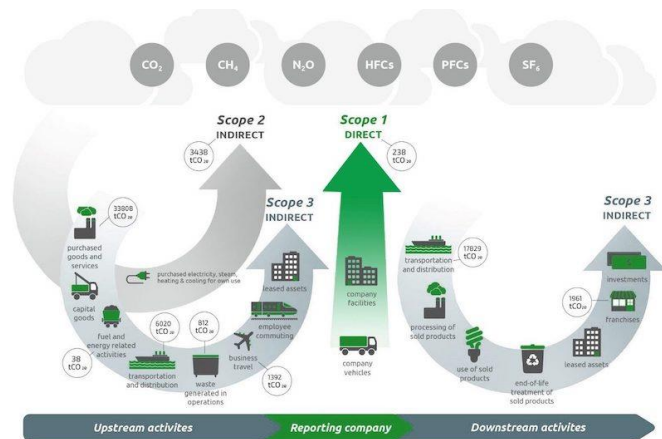 CO2
CH4
N2O
HFCs
PFCs
SF6
Scope 2
INDIRECT
3438
tCO2e
Scope 1
DIRECT
238
tCO2e
Scope 3
INDIRECT
Scope 3
INDIRECT
33808
tCO2e
purchased
goods and
services
capital
goods
fuel and
energy related
activities
38
tCO2e
purchased electricity, steam,
heating & cooling for own use
6020
tCO2e
transportation
and distribution
812
tCO2e
waste
generated in
operations
business
travel
1392
tCO2e
employee
commuting
leased assets
company
facilities
company
vehicles
transportation
and distribution
17829
tCO2e
processing of
sold products
use of sold
products
end-of-life
treatment of
sold products
leased assets
1961
tCO2e
franchises
investments
Upstream activites
Reporting company
Downstream activites